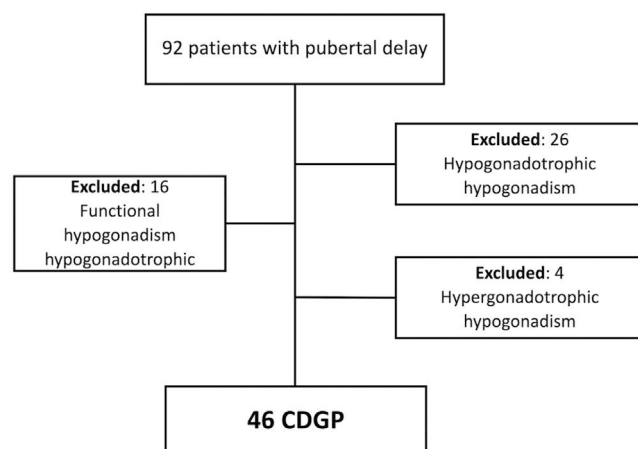 92 patients with pubertal delay
Excluded: 26
Hypogonadotrophic
hypogonadism
Excluded: 16
Functional
hypogonadism
hypogonadotrophic
Excluded: 4
Hypergonadotrophic
hypogonadism
46 CDGP